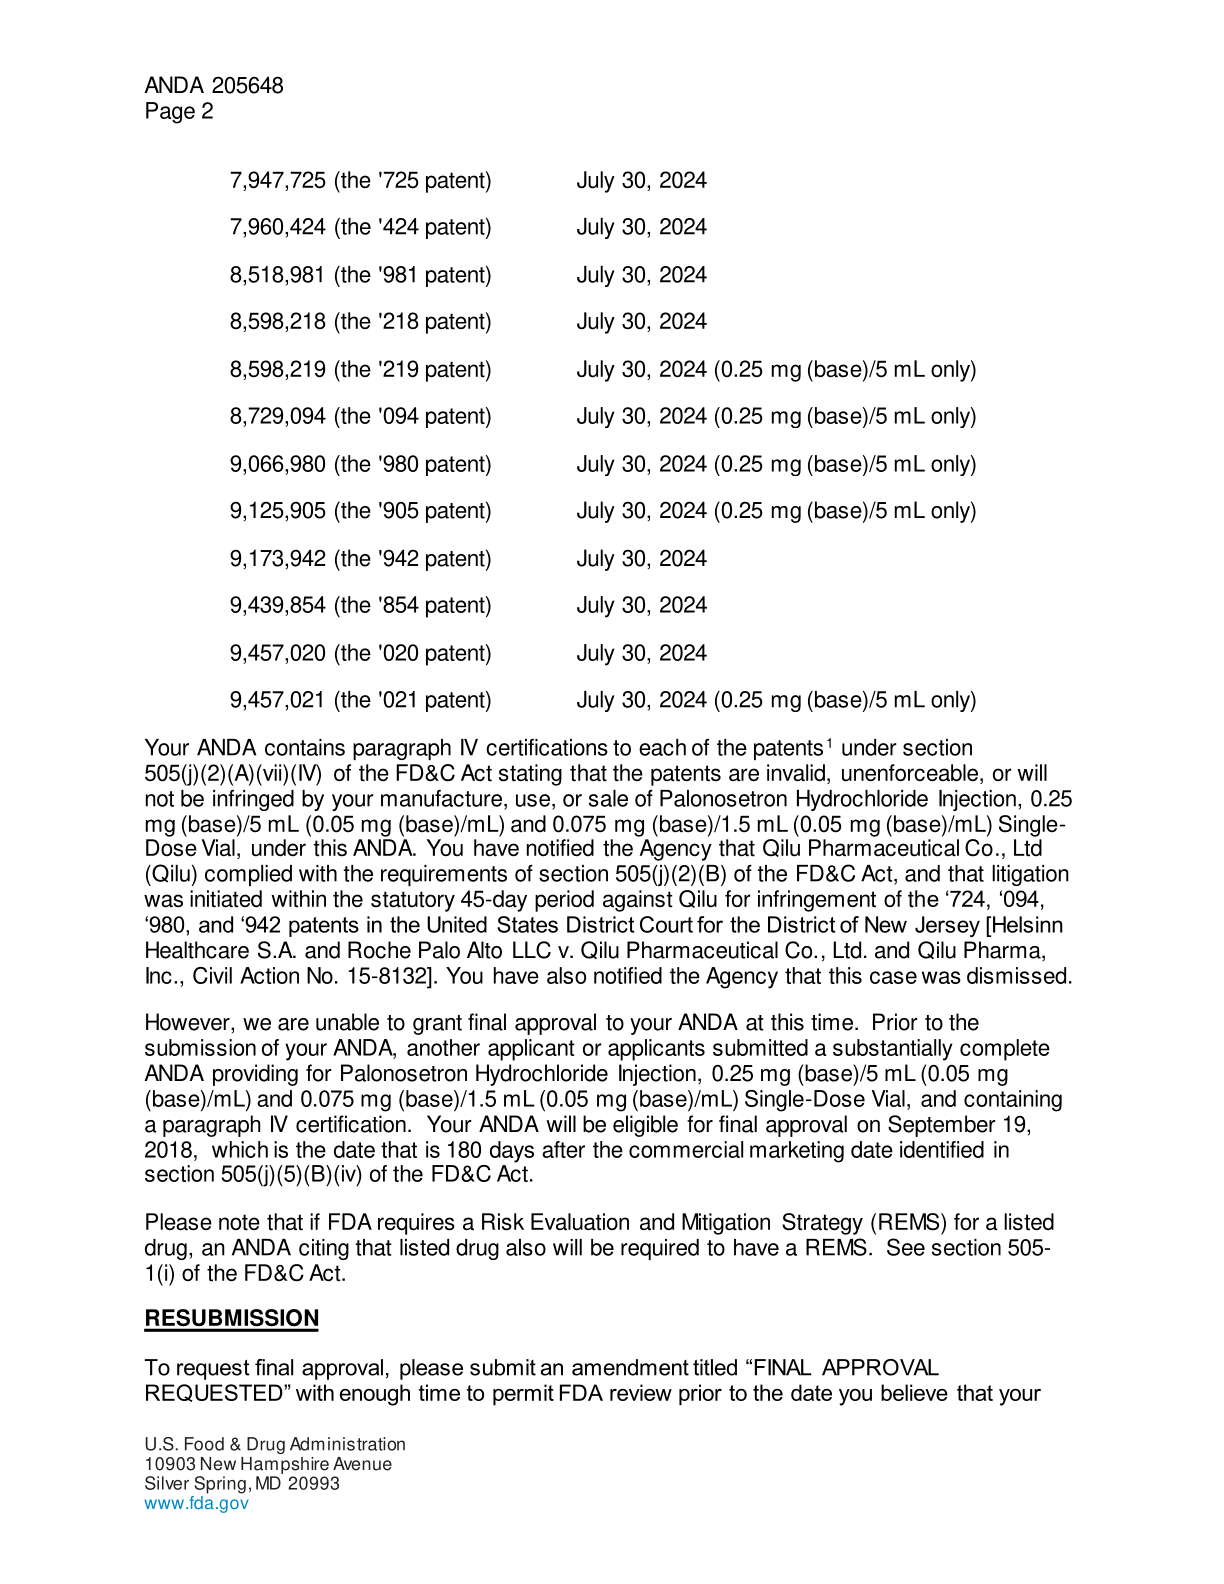 ANDA 205648
Page 2
7,947,725 (the '725 patent) July 30, 2024
7,960,424 (the '424 patent) July 30, 2024
8,518,981 (the '981 patent) July 30, 2024
8,598,218 (the '218 patent) July 30, 2024
8,598,219 (the '219 patent) July 30, 2024 (0.25 mg (base)/5 mL only)
8,729,094 (the '094 patent) July 30, 2024 (0.25 mg (base)/5 mL only)
9,066,980 (the '980 patent) July 30, 2024 (0.25 mg (base)/5 mL only)
9,125,905 (the '905 patent) July 30, 2024 (0.25 mg (base)/5 mL only)
9,173,942 (the '942 patent) July 30, 2024
9,439,854 (the '854 patent) July 30, 2024
9,457,020 (the '020 patent) July 30, 2024
9,457,021 (the '021 patent) July 30, 2024 (0.25 mg (base)/5 mL only)
Your ANDA contains paragraph IV certifications to each of the patents¹ under section
505(j)(2)(A)(vii)(IV) of the FD&C Act stating that the patents are invalid, unenforceable, or will
not be infringed by your manufacture, use, or sale of Palonosetron Hydrochloride Injection, 0.25
mg (base)/5 mL (0.05 mg (base)/mL) and 0.075 mg (base)/1.5 mL (0.05 mg (base)/mL) Single-
Dose Vial, under this ANDA. You have notified the Agency that Qilu Pharmaceutical Co., Ltd
(Qilu) complied with the requirements of section 505(j)(2)(B) of the FD&C Act, and that litigation
was initiated within the statutory 45-day period against Qilu for infringement of the ‘724, ‘094,
‘980, and ‘942 patents in the United States District Court for the District of New Jersey [Helsinn
Healthcare S.A. and Roche Palo Alto LLC v. Qilu Pharmaceutical Co., Ltd. and Qilu Pharma,
Inc., Civil Action No. 15-8132]. You have also notified the Agency that this case was dismissed.
However, we are unable to grant final approval to your ANDA at this time. Prior to the
submission of your ANDA, another applicant or applicants submitted a substantially complete
ANDA providing for Palonosetron Hydrochloride Injection, 0.25 mg (base)/5 mL (0.05 mg
(base)/mL) and 0.075 mg (base)/1.5 mL (0.05 mg (base)/mL) Single-Dose Vial, and containing
a paragraph IV certification. Your ANDA will be eligible for final approval on September 19,
2018, which is the date that is 180 days after the commercial marketing date identified in
section 505(j)(5)(B)(iv) of the FD&C Act.
Please note that if FDA requires a Risk Evaluation and Mitigation Strategy (REMS) for a listed
drug, an ANDA citing that listed drug also will be required to have a REMS. See section 505-
1(i) of the FD&C Act.
RESUBMISSION
To request final approval, please submit an amendment titled “FINAL APPROVAL
REQUESTED” with enough time to permit FDA review prior to the date you believe that your
U.S. Food & Drug Administration
10903 New Hampshire Avenue
Silver Spring, MD 20993
www.fda.gov